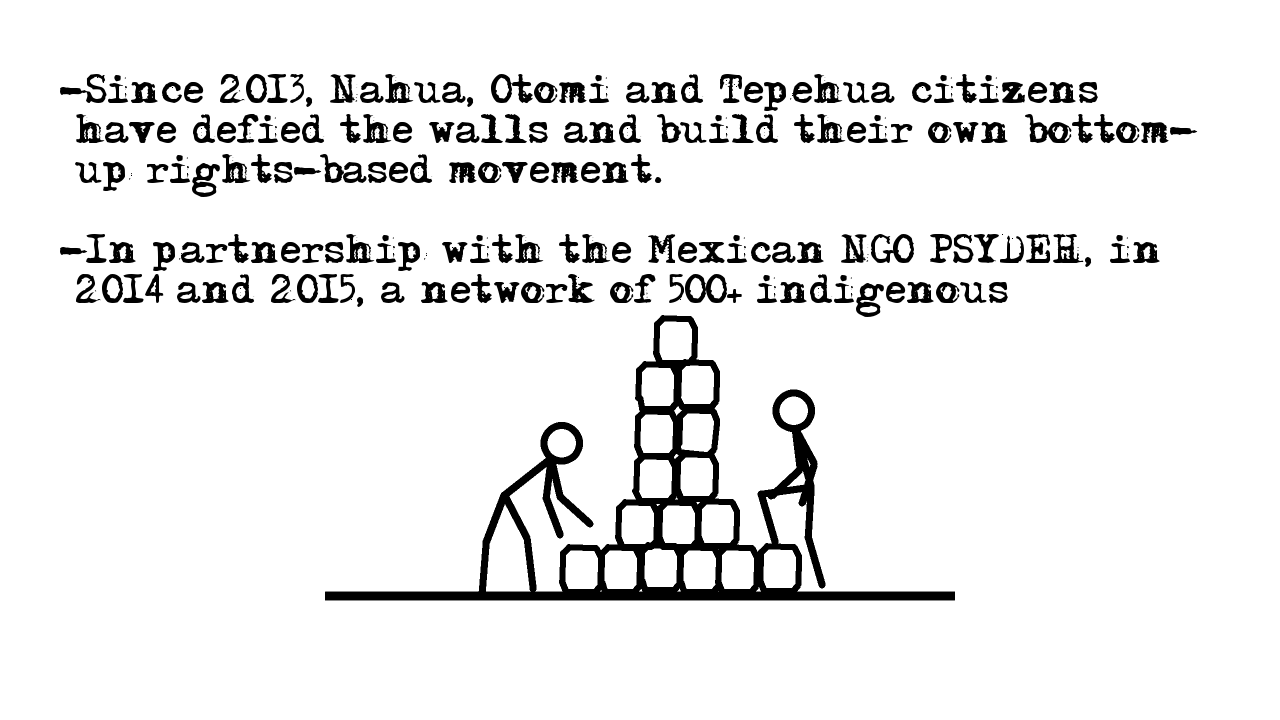 -Since 2013, Nahua, Otomi and Tepehua citizens
have defied the walls and build their own bottom-
up rights-based movement.
-In partnership with the Mexican NGO PSYDEH, in
2014 and 2015, a network of 500+ indigenous